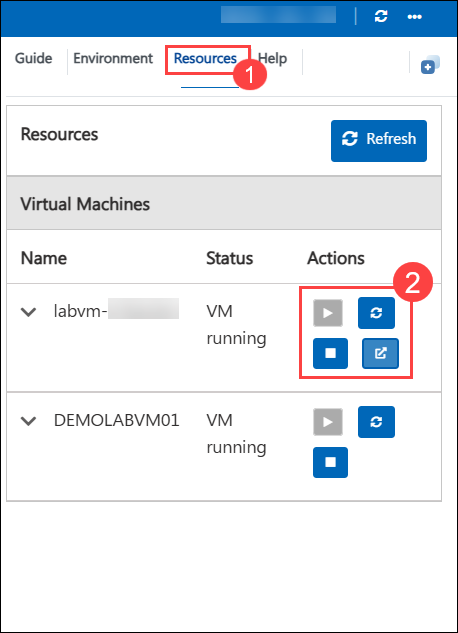 Guide Environment Resources Help
1
Resources Refresh
Virtual Machines
Name Status Actions
2
labvm- VM
running
DEMOLABVM01 VM
running